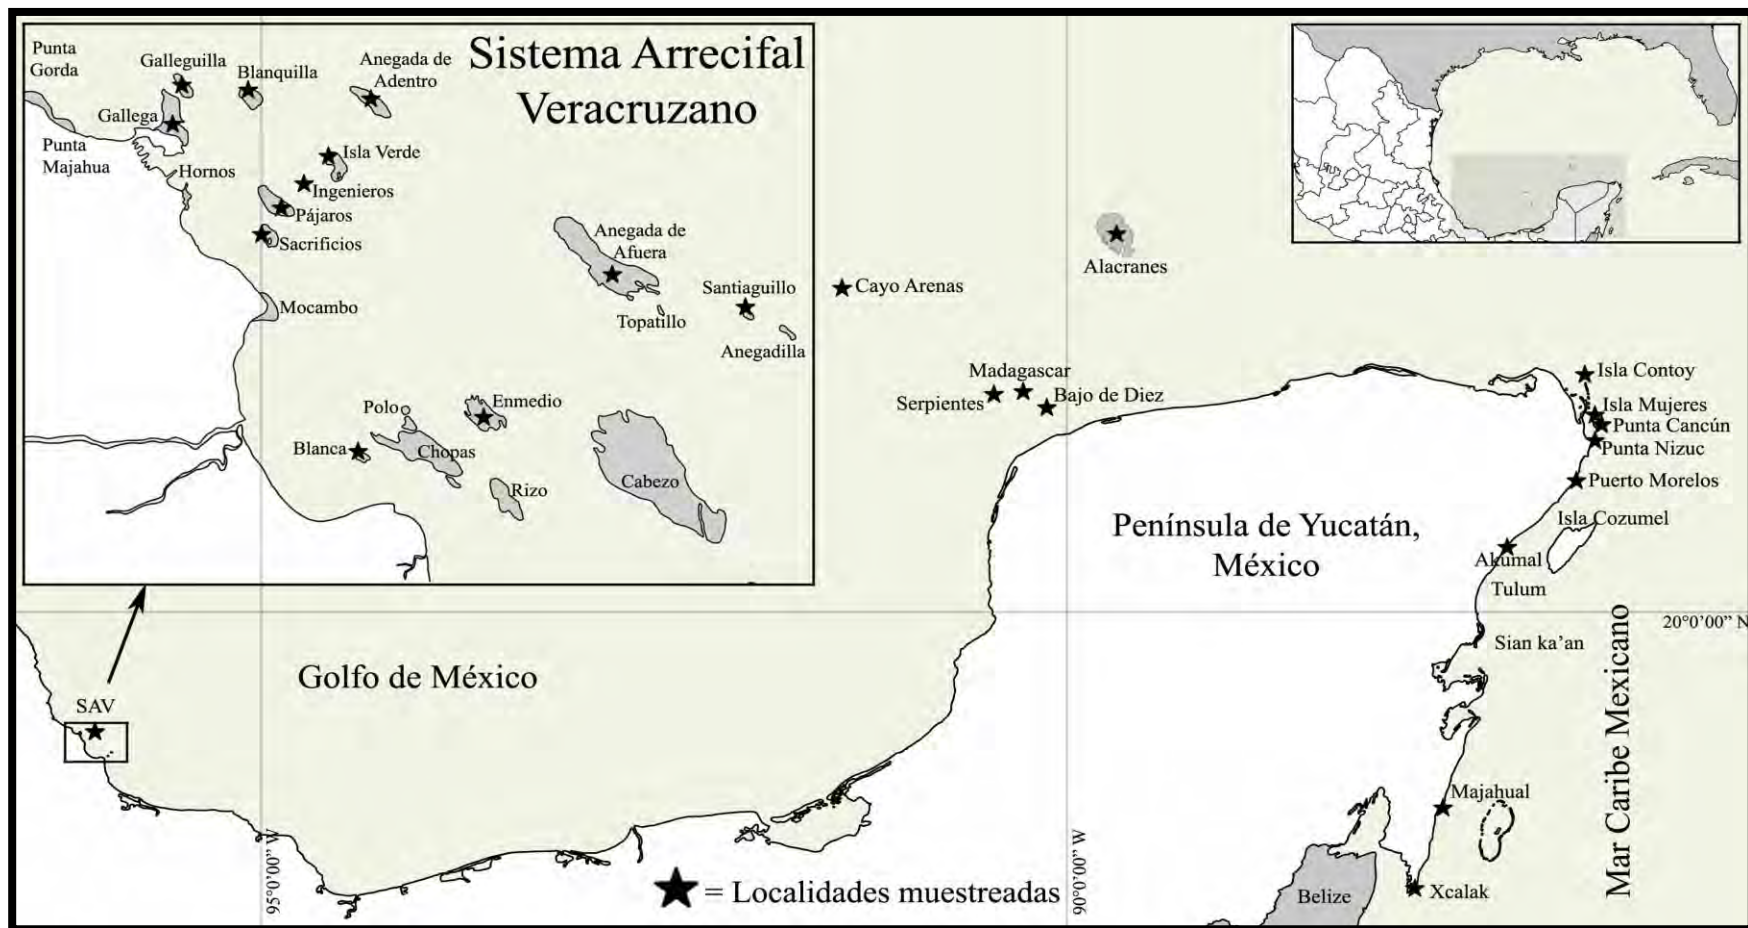 Sistema Arrecifal
Veracruzano
Punta
Gorda
Galleguilla
Blanquilla
Anegada de
Adentro
Gallega
Punta
Majahua
Hornos
Isla Verde
Ingenieros
Pájaros
Sacrificios
Mocambo
Anegada de
Afuera
Santiaguillo
Topatillo
Anegadilla
Polo
Enmedio
Blanca
Chopas
Rizo
Cabezo
Alacranes
Cayo Arenas
Madagascar
Serpientes
Bajo de Diez
Isla Contoy
Isla Mujeres
Punta Cancún
Punta Nizuc
Puerto Morelos
Isla Cozumel
Península de Yucatán,
México
Akumal
Tulum
20°0'00" N
Sian ka'an
Golfo de México
SAV
Mar Caribe Mexicano
Majahual
95°0'00" W
90°0'00" W
= Localidades muestreadas
Belize
Xcalak